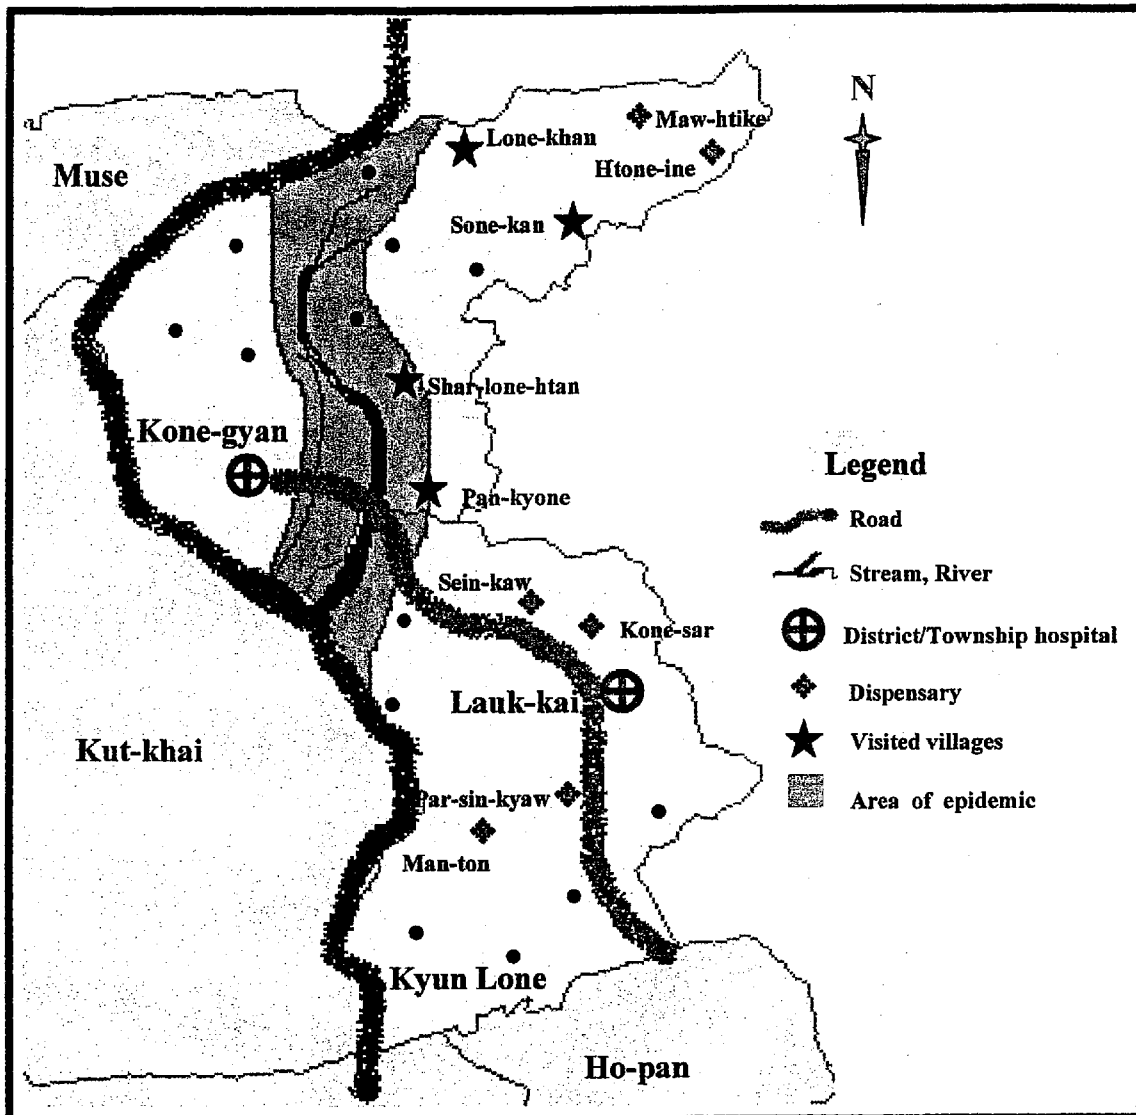 N
Maw-htike
Lone-khan
Htone-ine
Muse
Sone-kan
Shar-lone-htan
Kone-gyan
Pan-kyone
Legend
Road
Stream, River
District/Township hospital
Dispensary
Visited villages
Area of epidemic
Sein-kaw
Kone-sar
Lauk-kai
Kut-khai
Par-sin-kyaw
Man-ton
Kyun Lone
Ho-pan